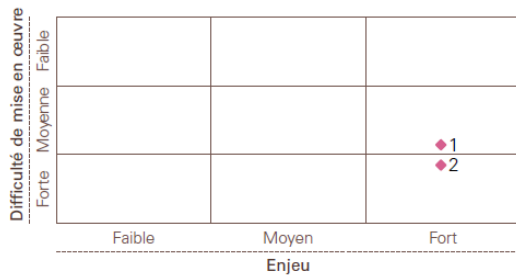 Difficulté de mise en œuvre
Faible
Moyenne
Forte
1
2
Faible Moyen Fort
Enjeu